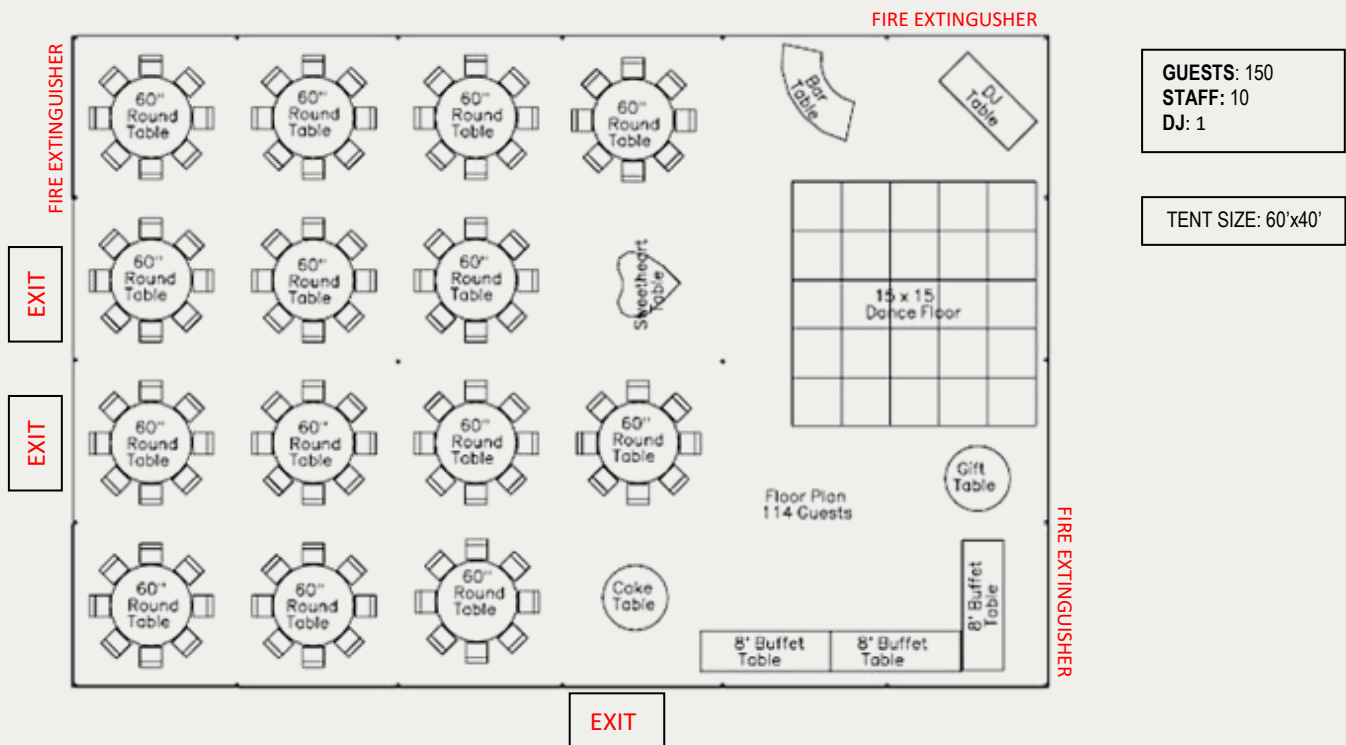 FIRE EXTINGUSHER
FIRE EXTINGUISHER
GUESTS: 150
STAFF: 10
DJ: 1
TENT SIZE: 60'x40'
60"
Round
Table
60"
Round
Table
60"
Round
Table
60"
Round
Table
Bar
Table
DJ
Table
EXIT
60"
Round
Table
60"
Round
Table
60"
Round
Table
Sweetheart
Table
15 x 15
Dance Floor
EXIT
60"
Round
Table
60"
Round
Table
60"
Round
Table
60"
Round
Table
Gift
Table
Floor Plan
114 Guests
FIRE EXTINGUISHER
60"
Round
Table
60"
Round
Table
60"
Round
Table
Cake
Table
8' Buffet
Table
8' Buffet
Table
8' Buffet
Table
EXIT